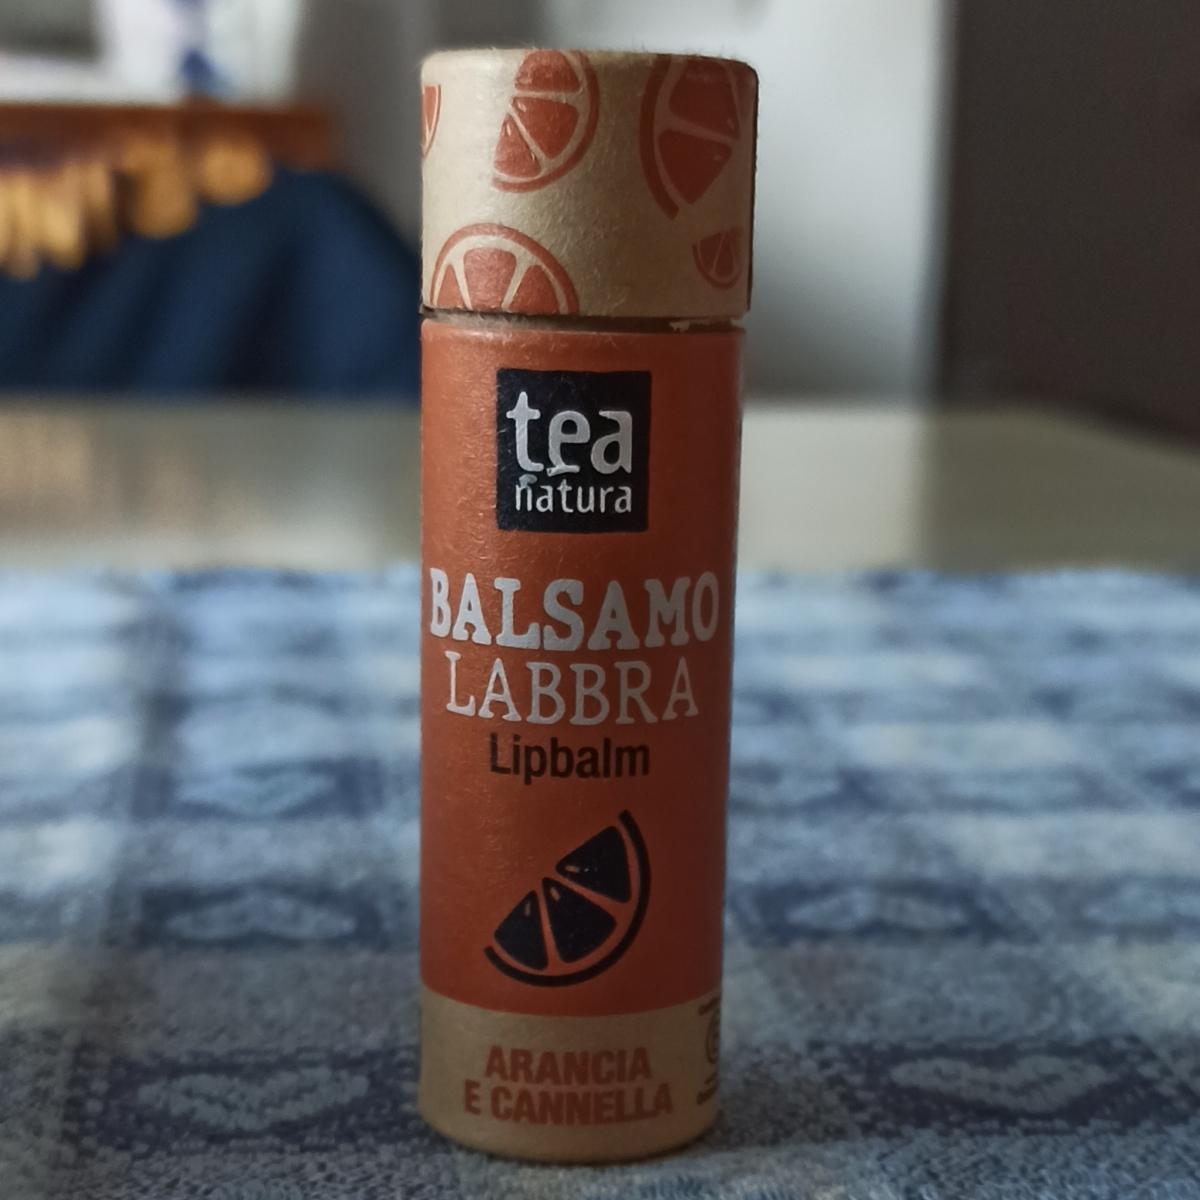 tea
natura
BALSAMO
LABBRA
Lipbalm
ARANCIA
E CANNELLA